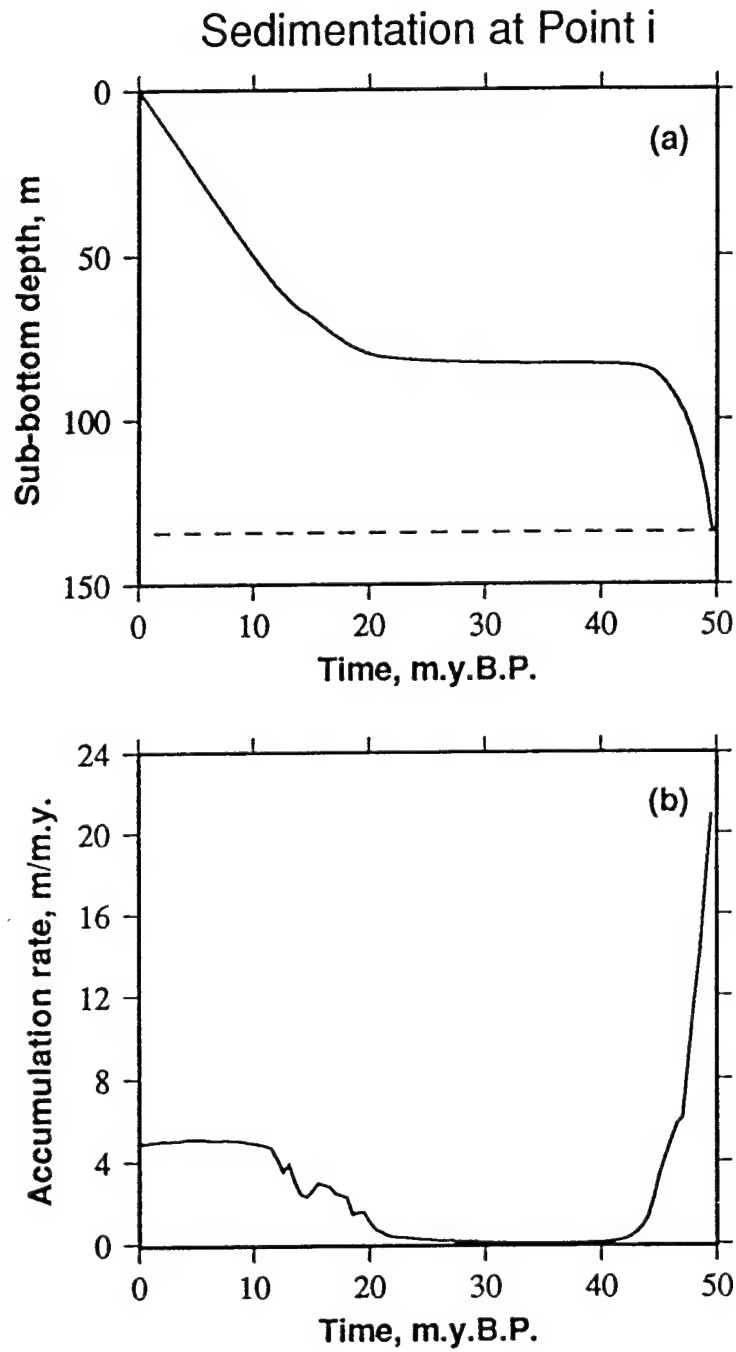 Sedimentation at Point i
(a)
Sub-bottom depth, m
0
50
100
150
0 10 20 30 40 50
Time, m.y.B.P.
(b)
Accumulation rate, m/m.y.
24
20
16
12
8
4
0
0 10 20 30 40 50
Time, m.y.B.P.